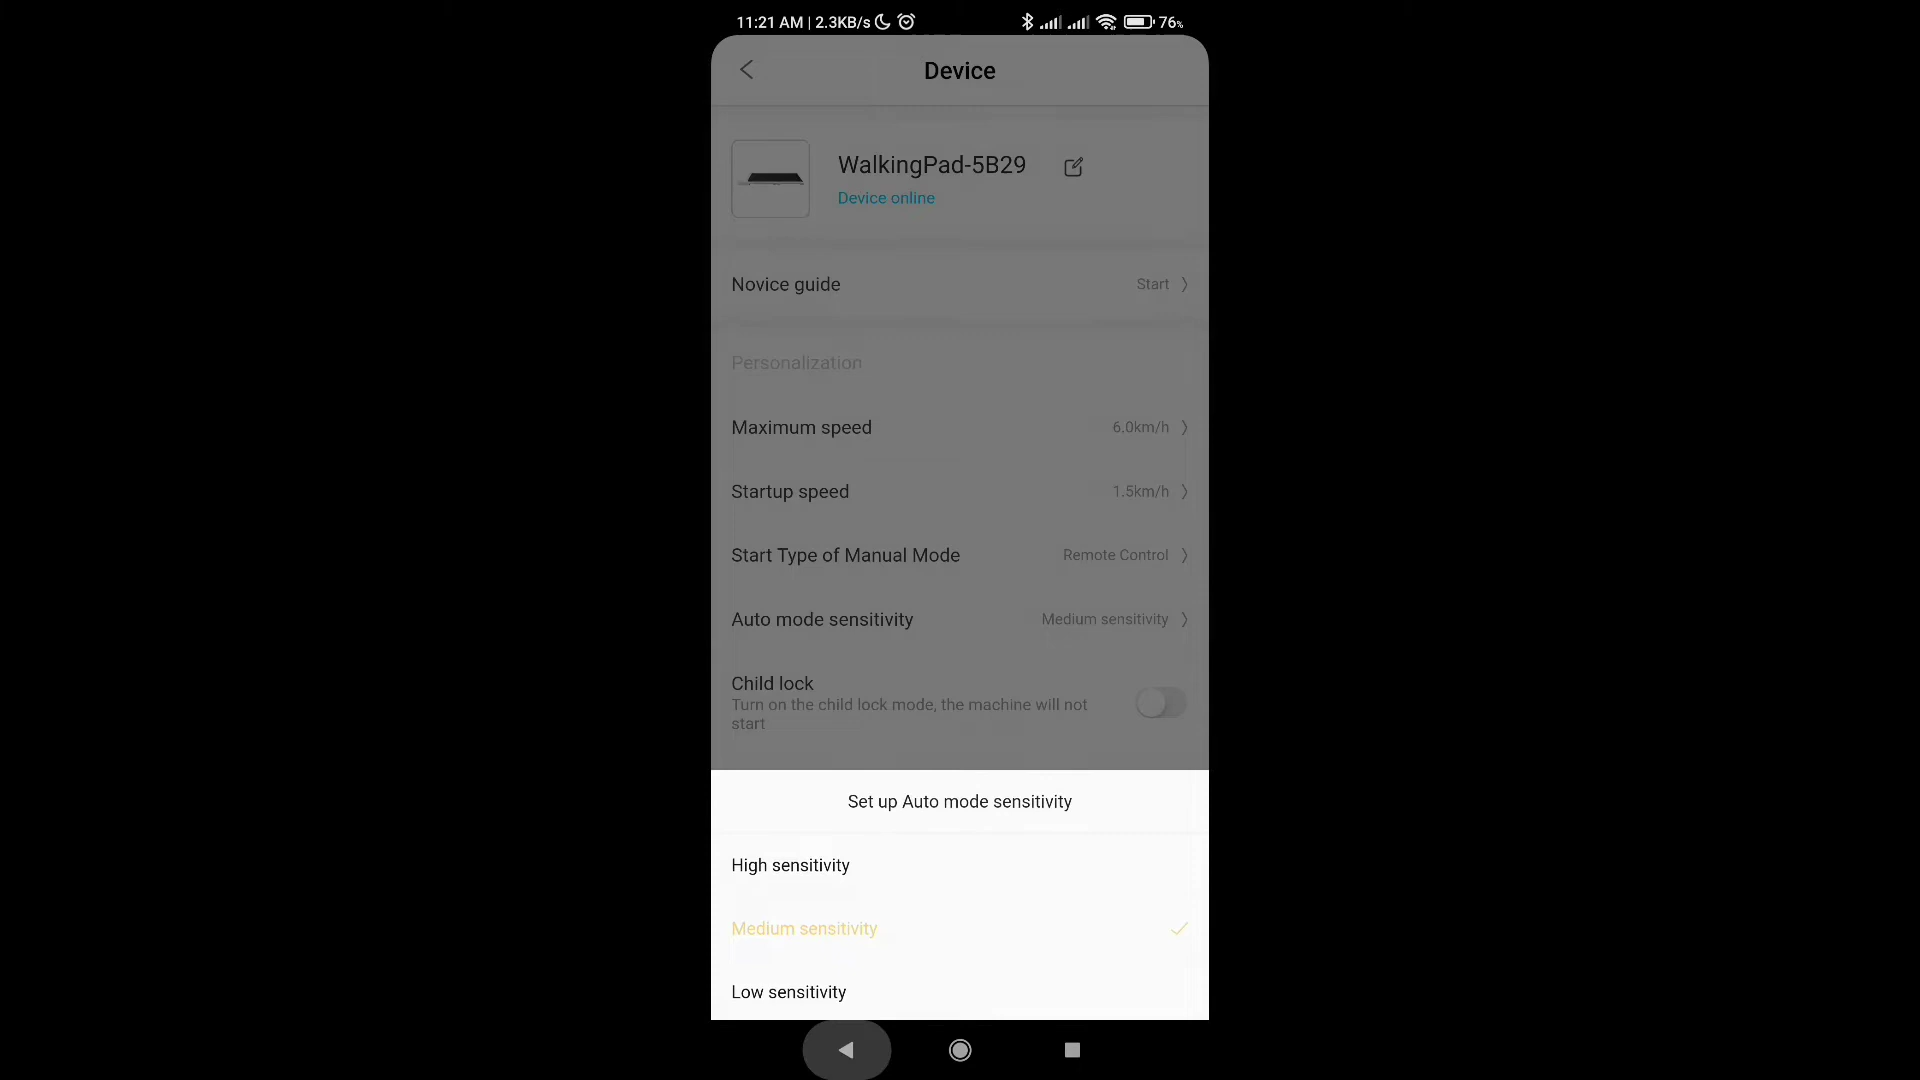 11:21 AM | 2.3KB/s 76%
Device
WalkingPad-5B29
Device online
Novice guide Start
Personalization
Maximum speed 6.0km/h
Startup speed 1.5km/h
Start Type of Manual Mode Remote Control
Auto mode sensitivity Medium sensitivity
Child lock
Turn on the child lock mode, the machine will not
start
Set up Auto mode sensitivity
High sensitivity
Medium sensitivity
Low sensitivity